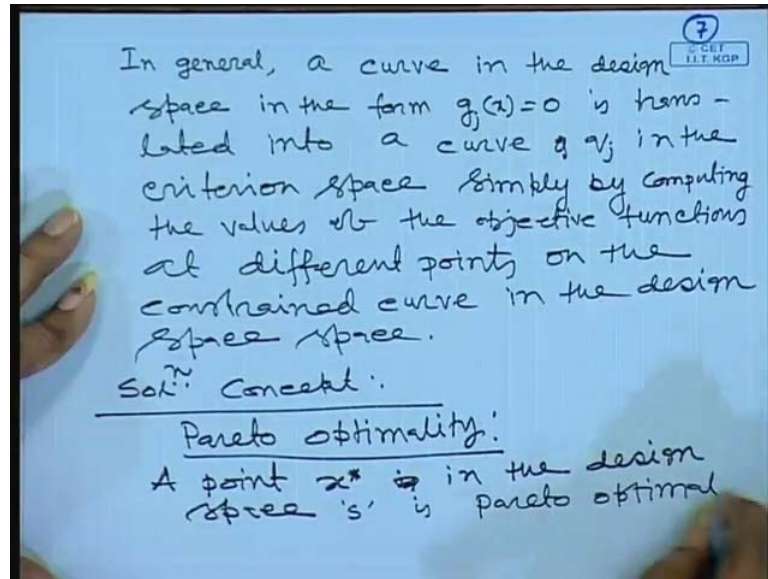 7
© CET
I.I.T. KGP
In general, a curve in the design
space in the form gj(x)=0 is trans-
lated into a curve qj in the
criterion space simply by computing
the values of the objective functions
at different points on the
constrained curve in the design
space space.
Solⁿ. Concept:
Pareto optimality:
A point x* in the design
space 's' is pareto optimal